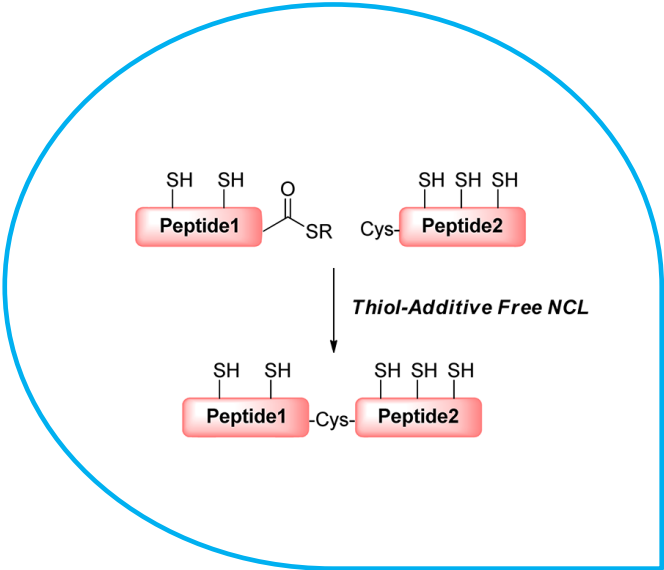 SH SH SH SH SH
O
Peptide1 SR Cys- Peptide2
Thiol-Additive Free NCL
SH SH SH SH SH
Peptide1 -Cys- Peptide2